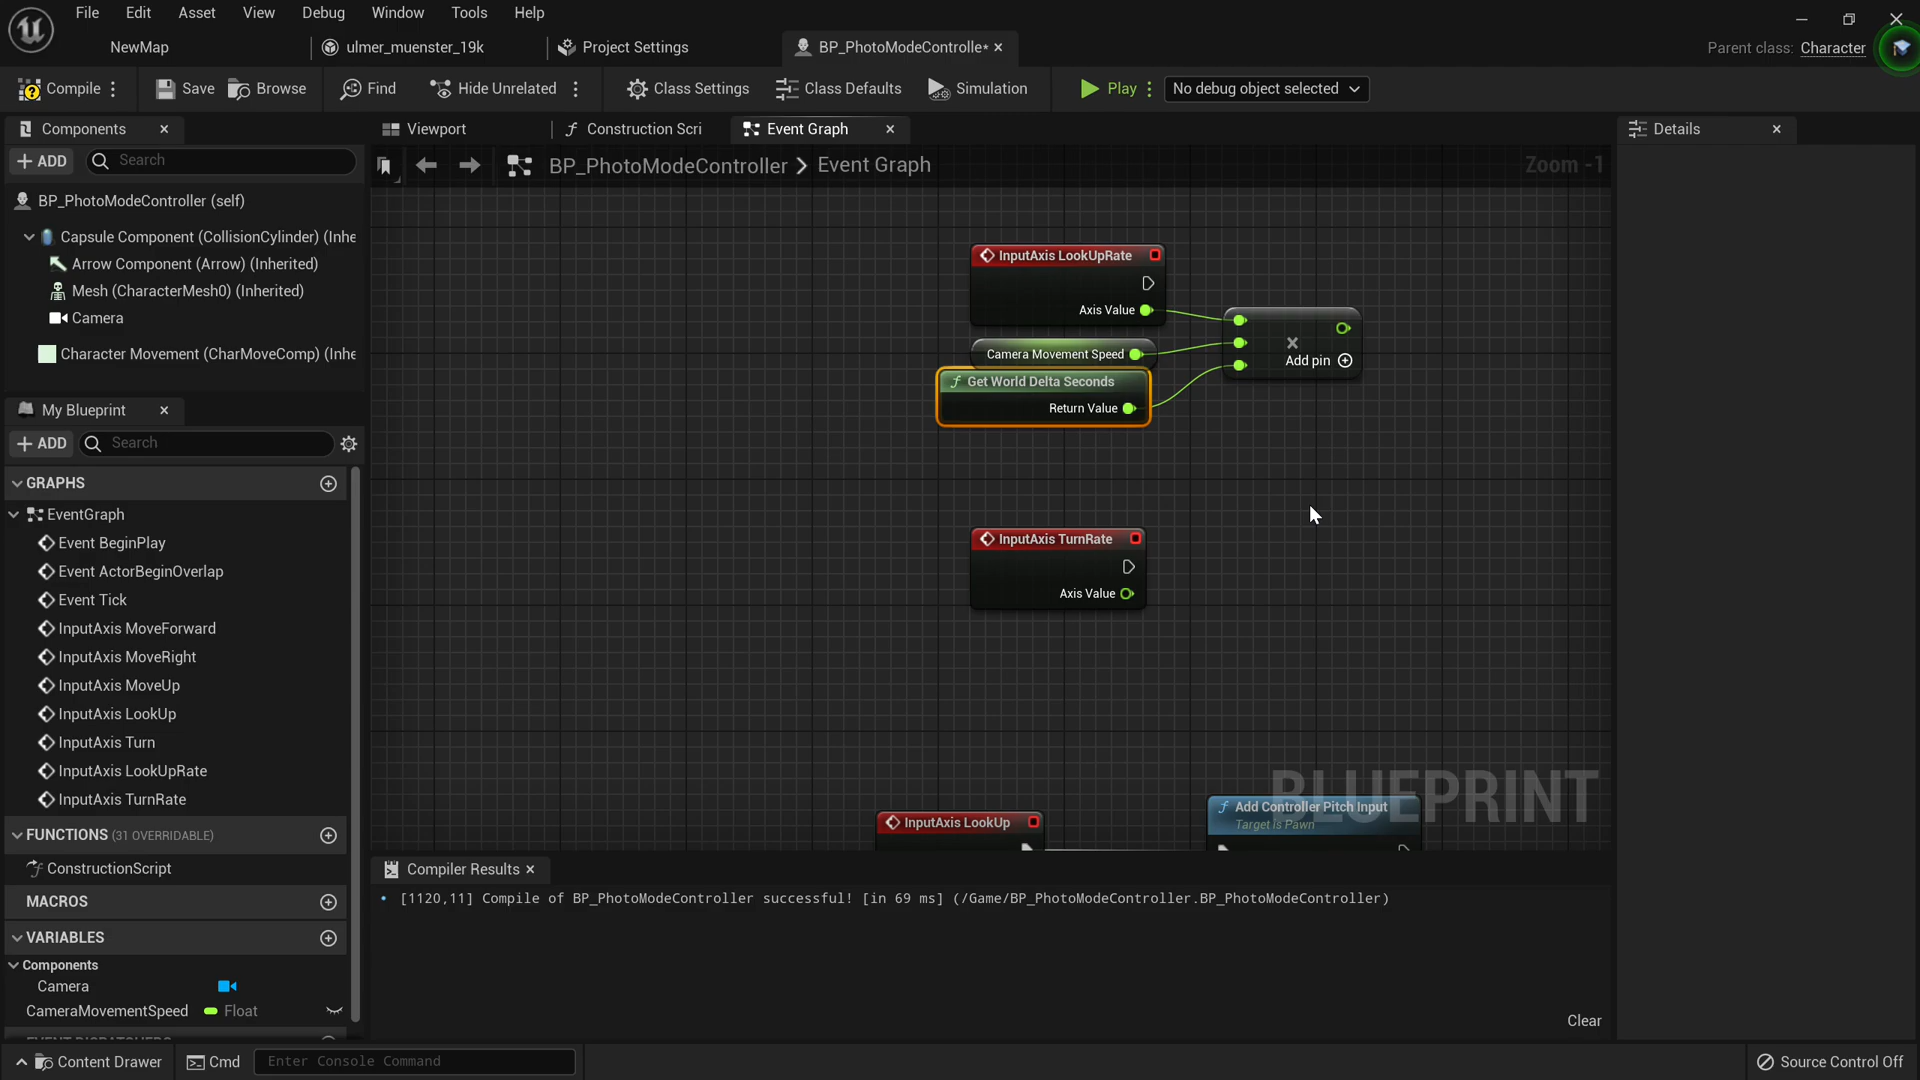 File Edit Asset View Debug Window Tools Help
NewMap ulmer_muenster_19k Project Settings BP_PhotoModeControlle* Parent class: Character
Compile Save Browse Find Hide Unrelated Class Settings Class Defaults Simulation Play No debug object selected
Components
ADD Search
BP_PhotoModeController (self)
Capsule Component (CollisionCylinder) (Inhe
Arrow Component (Arrow) (Inherited)
Mesh (CharacterMesh0) (Inherited)
Camera
Character Movement (CharMoveComp) (Inhe
My Blueprint
ADD Search
GRAPHS
EventGraph
Event BeginPlay
Event ActorBeginOverlap
Event Tick
InputAxis MoveForward
InputAxis MoveRight
InputAxis MoveUp
InputAxis LookUp
InputAxis Turn
InputAxis LookUpRate
InputAxis TurnRate
FUNCTIONS (31 OVERRIDABLE)
ConstructionScript
MACROS
VARIABLES
Components
Camera
CameraMovementSpeed Float
EVENT DISPATCHERS
Viewport Construction Scri Event Graph
BP_PhotoModeController Event Graph Zoom -1
InputAxis LookUpRate
Axis Value
Camera Movement Speed
Add pin
Get World Delta Seconds
Return Value
InputAxis TurnRate
Axis Value
BLUEPRINT
InputAxis LookUp
Add Controller Pitch Input
Target is Pawn
Compiler Results
[1120,11] Compile of BP_PhotoModeController successful! [in 69 ms] (/Game/BP_PhotoModeController.BP_PhotoModeController)
Clear
Details
Content Drawer Cmd Enter Console Command Source Control Off